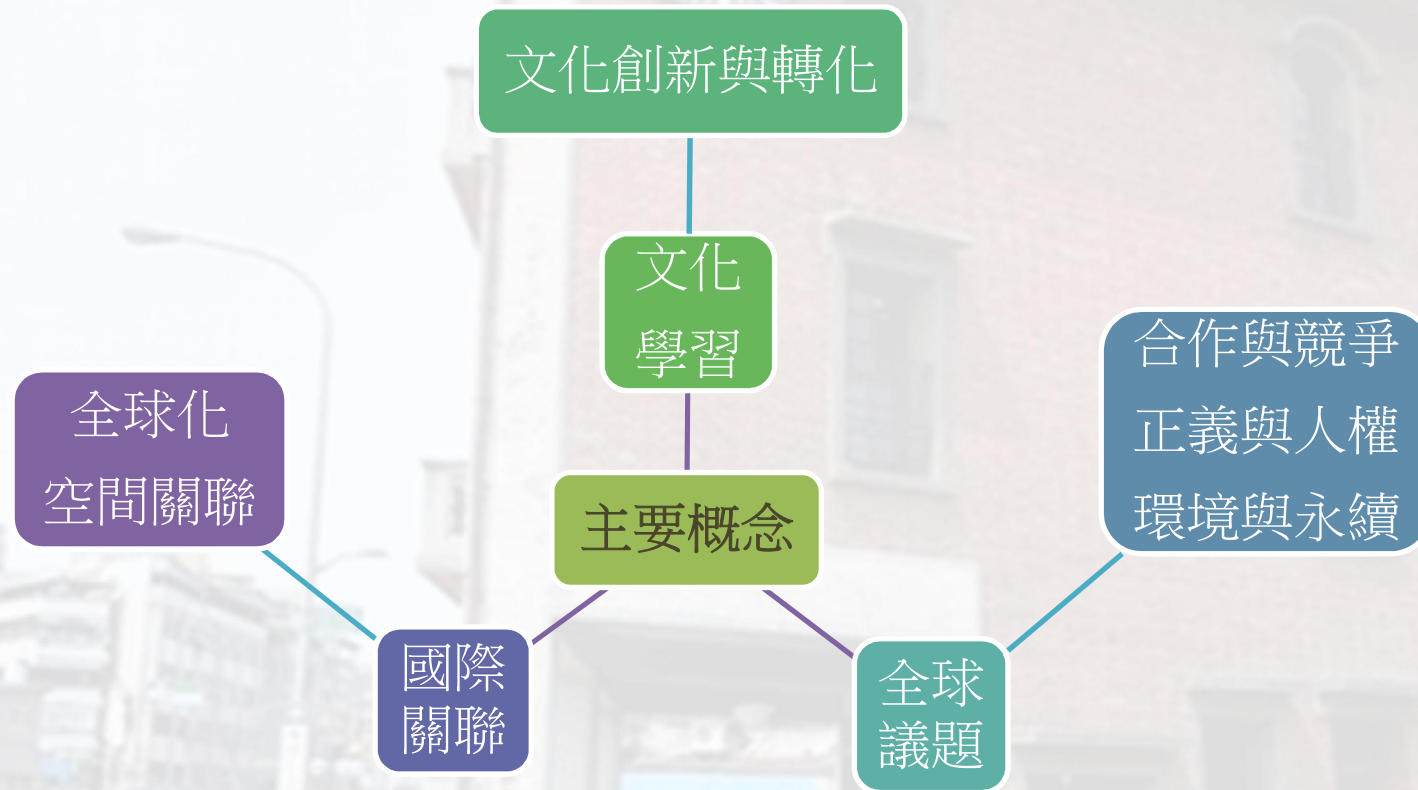 文化創新與轉化
文化
學習
全球化
空間關聯
合作與競爭
正義與人權
環境與永續
主要概念
國際
關聯
全球
議題